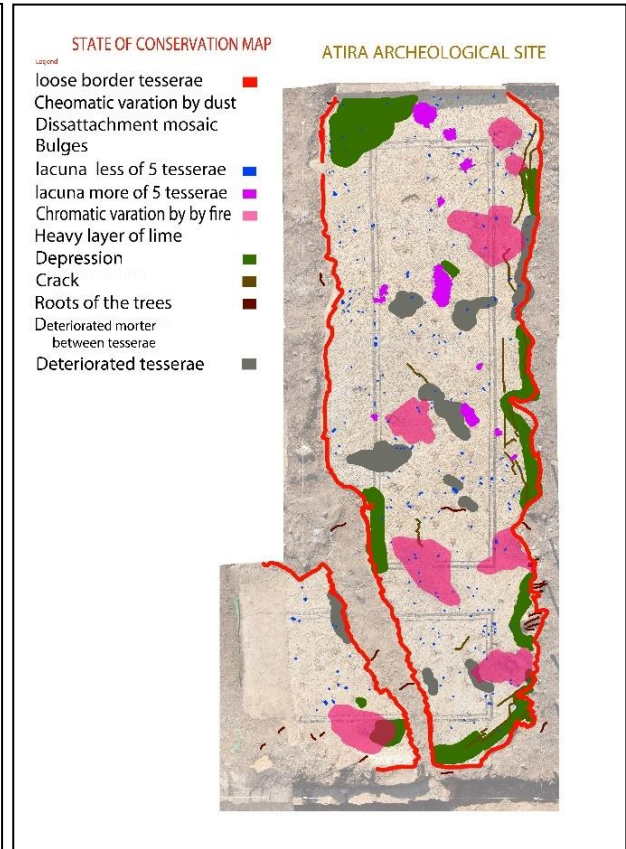 STATE OF CONSERVATION MAP
ATIRA ARCHEOLOGICAL SITE
Legend
loose border tesserae
Cheomatic varation by dust
Dissattachment mosaic
Bulges
lacuna less of 5 tesserae
lacuna more of 5 tesserae
Chromatic varation by by fire
Heavy layer of lime
Depression
Crack
Roots of the trees
Deteriorated morter
between tesserae
Deteriorated tesserae